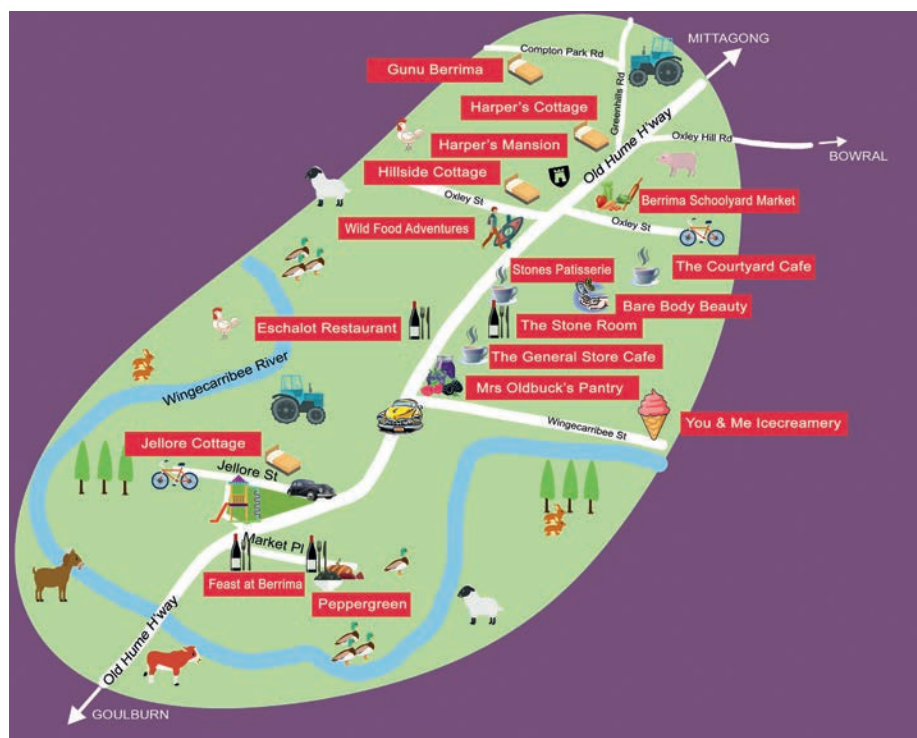 MITTAGONG
Compton Park Rd
Gunu Berrima
Greenhills Rd
Harper's Cottage
Old Hume H'way
Oxley Hill Rd
Harper's Mansion
BOWRAL
Hillside Cottage
Berrima Schoolyard Market
Oxley St
Oxley St
Wild Food Adventures
Stones Patisserie
The Courtyard Cafe
Bare Body Beauty
Eschalot Restaurant
The Stone Room
The General Store Cafe
Wingecarribee River
Mrs Oldbuck's Pantry
You & Me Icecreamery
Wingecarribee St
Jellore Cottage
Jellore St
Market Pl
Feast at Berrima
Peppergreen
Old Hume H'way
GOULBURN